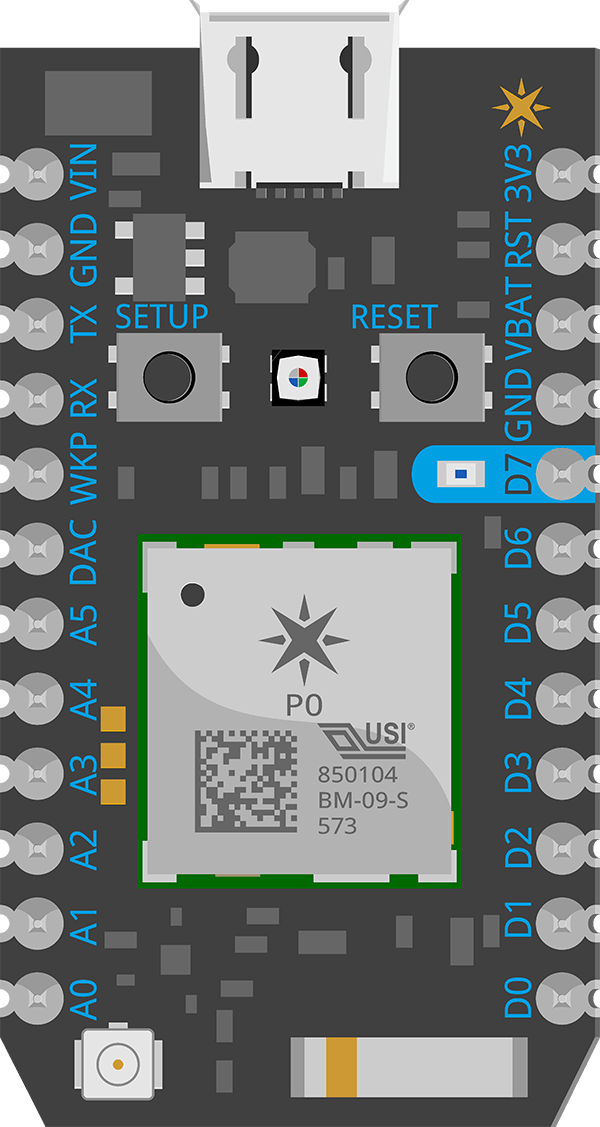 VIN
GND
TX
RX
WKP
DAC
A5
A4
A3
A2
A1
A0
SETUP
RESET
3V3
RST
VBAT
GND
D7
D6
D5
D4
D3
D2
D1
D0
P0
USI®
850104
BM-09-S
573